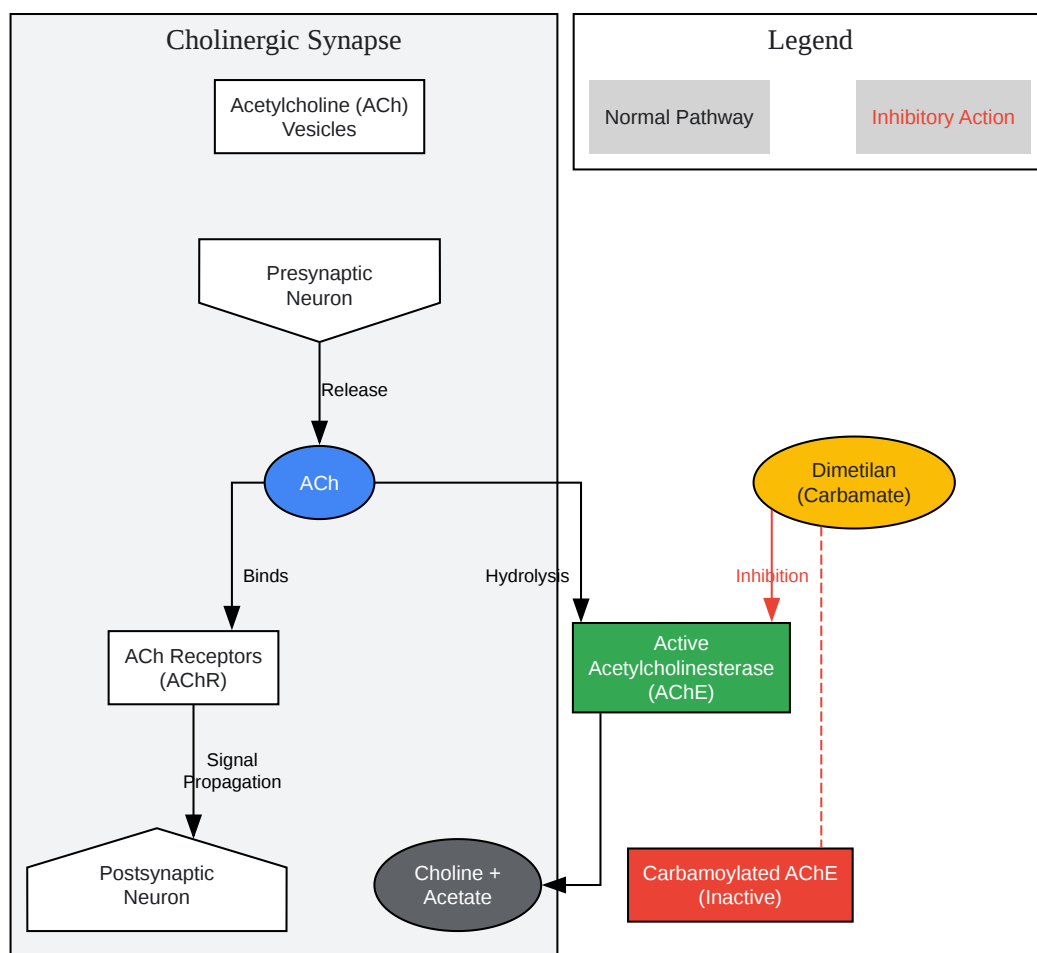 Cholinergic Synapse
Legend
Acetylcholine (ACh)
Vesicles
Normal Pathway
Inhibitory Action
Presynaptic
Neuron
Release
ACh
Dimetilan
(Carbamate)
Binds
Hydrolysis
Inhibition
ACh Receptors
(AChR)
Active
Acetylcholinesterase
(AChE)
Signal
Propagation
Postsynaptic
Neuron
Choline +
Acetate
Carbamoylated AChE
(Inactive)